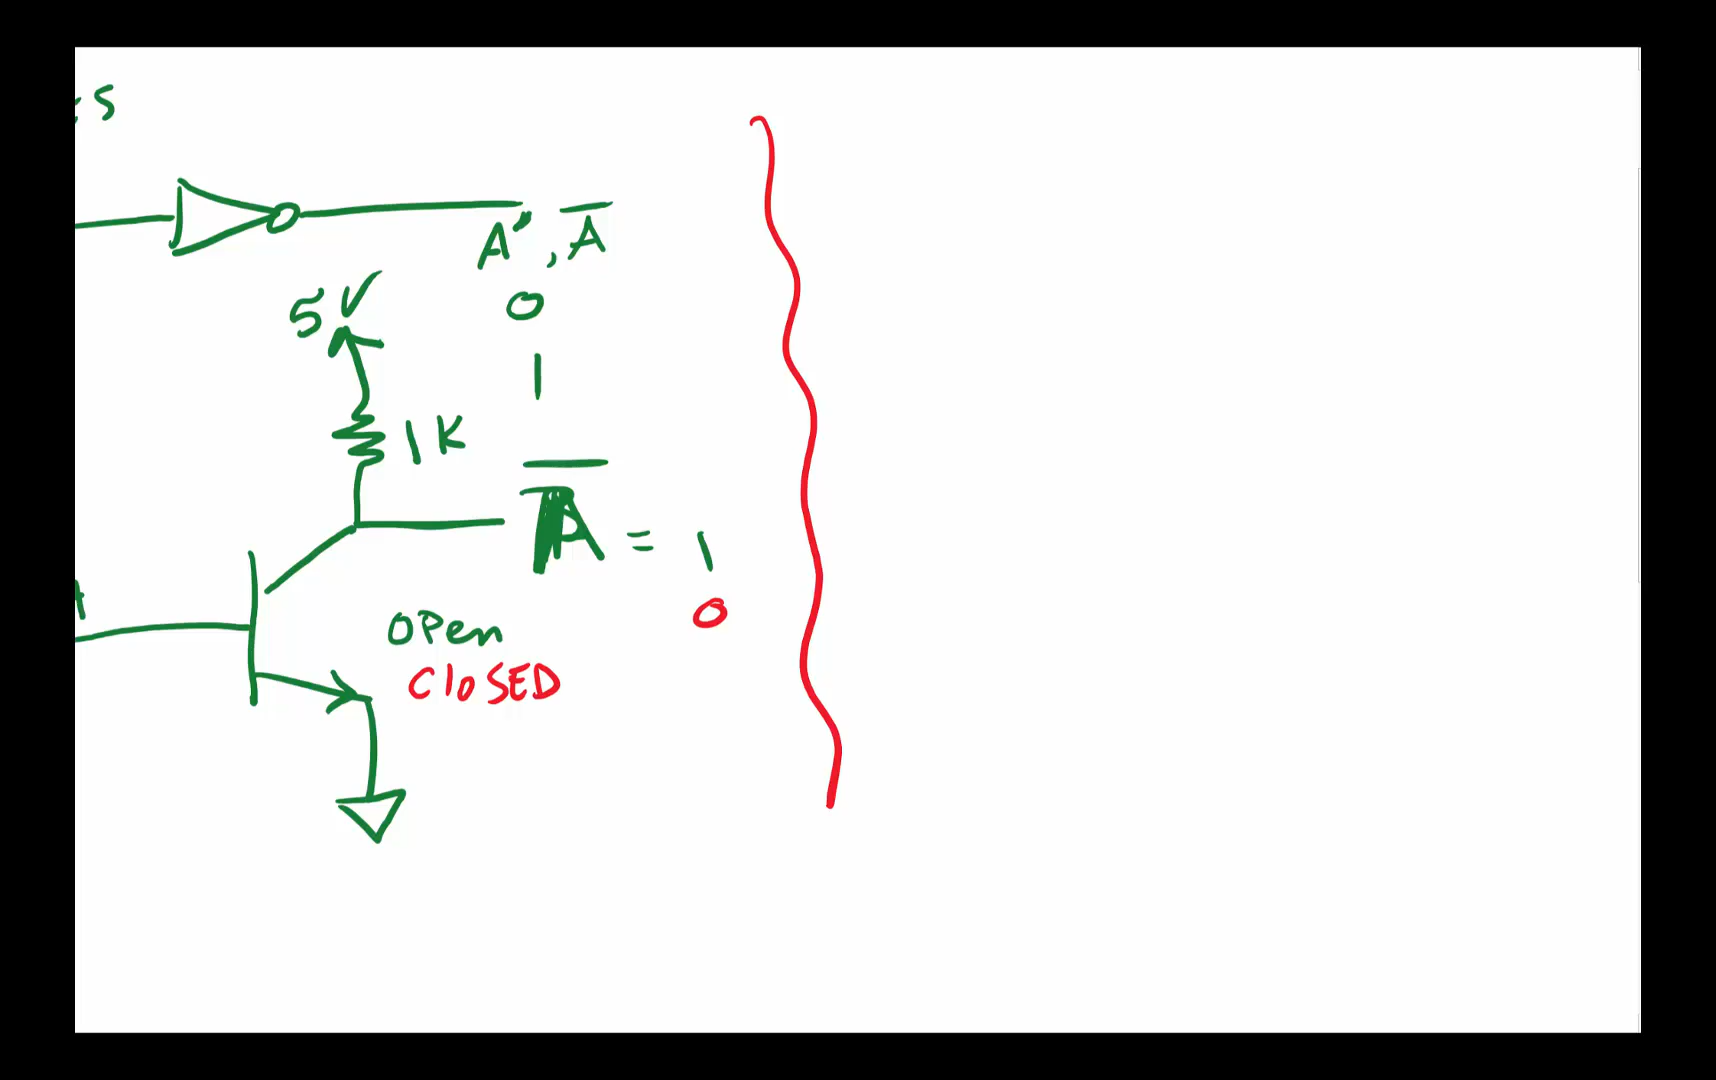 s
A', A̅
5V
0
1
1K
A̅ = 1
0
OPen
ClOSED